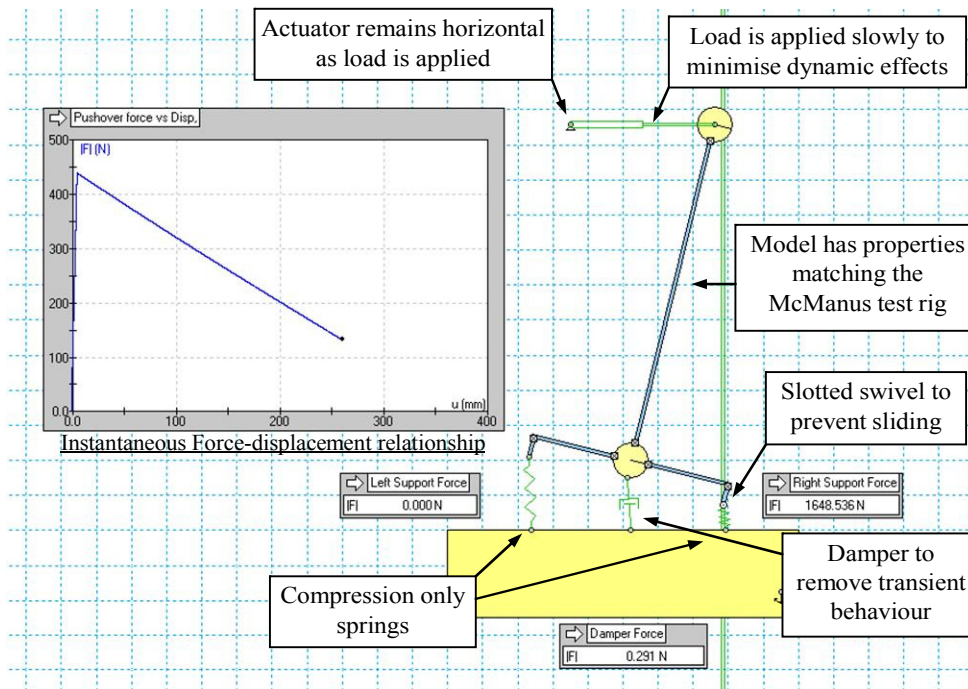 Actuator remains horizontal
as load is applied
Load is applied slowly to
minimise dynamic effects
Pushover force vs Disp,
|F| (N)
500
400
300
200
100
0.0
0.0
100
200
300
400
u (mm)
Instantaneous Force-displacement relationship
Model has properties
matching the
McManus test rig
Slotted swivel to
prevent sliding
Left Support Force
|F| 0.000 N
Right Support Force
|F| 1648.536 N
Compression only
springs
Damper to
remove transient
behaviour
Damper Force
|F| 0.291 N